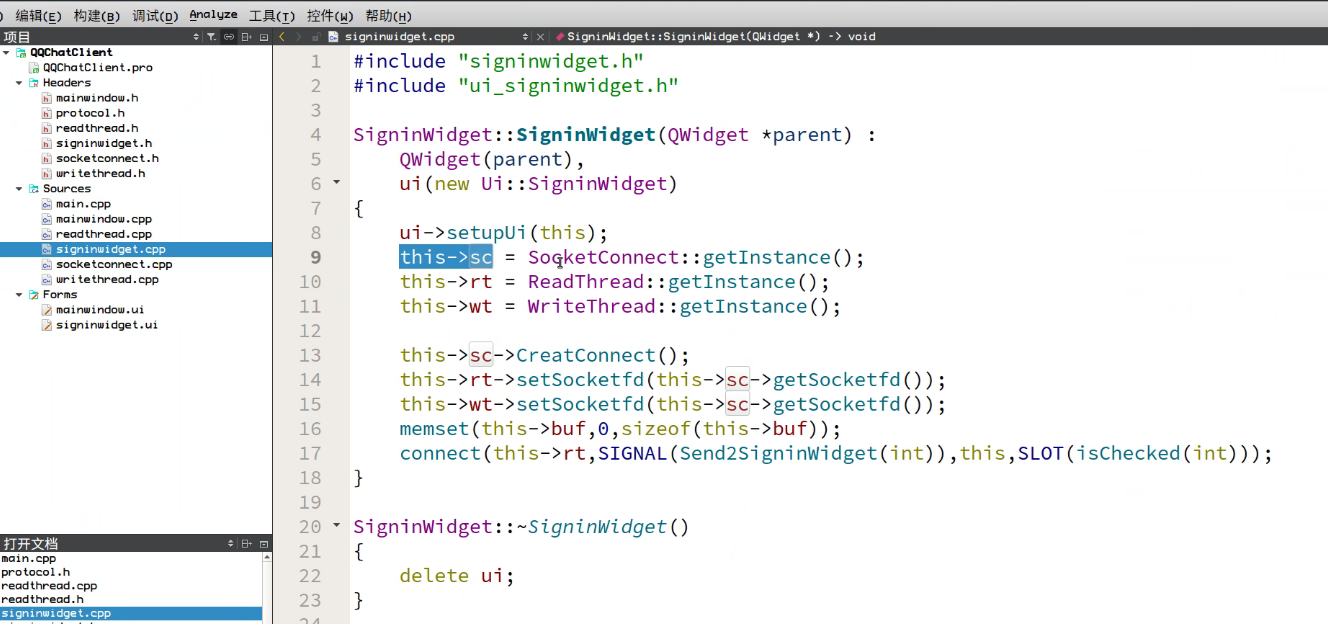 ) 编辑(E) 构建(B) 调试(D) Analyze 工具(T) 控件(W) 帮助(H)
项目
signinwidget.cpp
SigninWidget::SigninWidget(QWidget *) -> void
QQChatClient
QQChatClient.pro
Headers
mainwindow.h
protocol.h
readthread.h
signinwidget.h
socketconnect.h
writethread.h
Sources
main.cpp
mainwindow.cpp
readthread.cpp
signinwidget.cpp
socketconnect.cpp
writethread.cpp
Forms
mainwindow.ui
signinwidget.ui
打开文档
main.cpp
protocol.h
readthread.cpp
readthread.h
signinwidget.cpp
1 #include "signinwidget.h"
2 #include "ui_signinwidget.h"
3
4 SigninWidget::SigninWidget(QWidget *parent) :
5     QWidget(parent),
6     ui(new Ui::SigninWidget)
7 {
8     ui->setupUi(this);
9     this->sc = SocketConnect::getInstance();
10     this->rt = ReadThread::getInstance();
11     this->wt = WriteThread::getInstance();
12
13     this->sc->CreatConnect();
14     this->rt->setSocketfd(this->sc->getSocketfd());
15     this->wt->setSocketfd(this->sc->getSocketfd());
16     memset(this->buf,0,sizeof(this->buf));
17     connect(this->rt,SIGNAL(Send2SigninWidget(int)),this,SLOT(isChecked(int)));
18 }
19
20 SigninWidget::~SigninWidget()
21 {
22     delete ui;
23 }
24